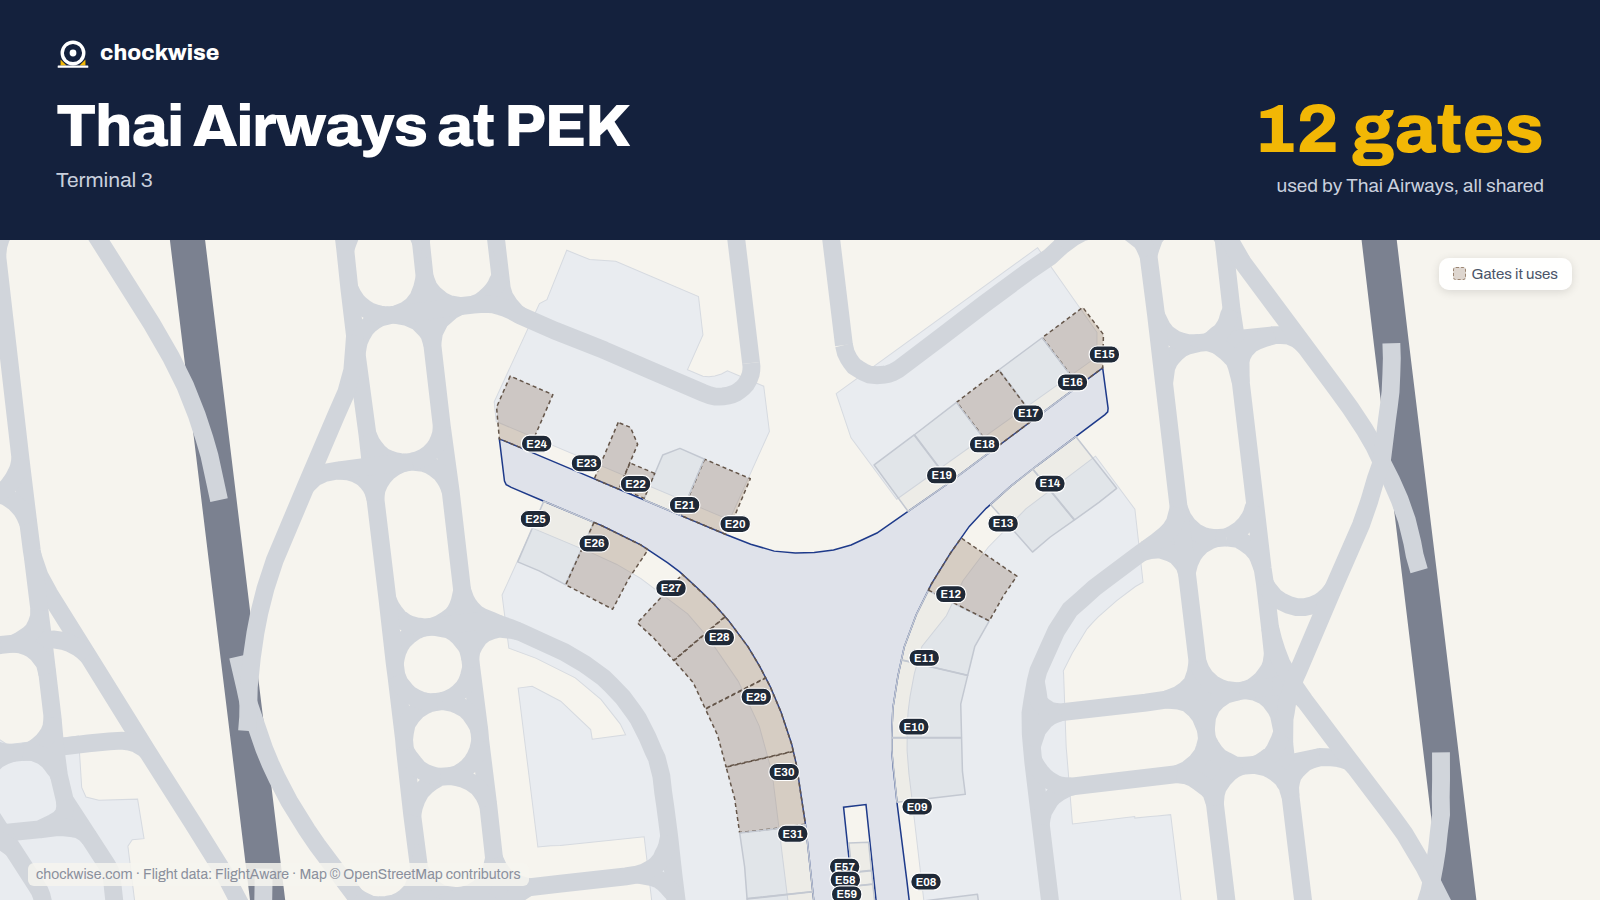 chockwise
Thai Airways at PEK
Terminal 3
12 gates
used by Thai Airways, all shared
Gates it uses
E15
E16
E17
E18
E19
E14
E13
E24
E23
E22
E21
E20
E25
E26
E27
E28
E29
E30
E31
E12
E11
E10
E09
E08
E57
E58
E59
chockwise.com · Flight data: FlightAware · Map © OpenStreetMap contributors